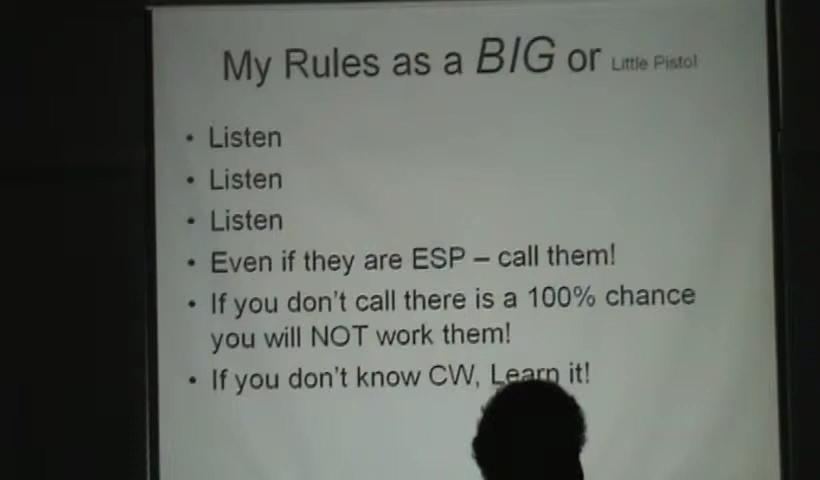 My Rules as a BIG or Little Pistol
• Listen
• Listen
• Listen
• Even if they are ESP – call them!
• If you don't call there is a 100% chance
you will NOT work them!
• If you don't know CW, Learn it!